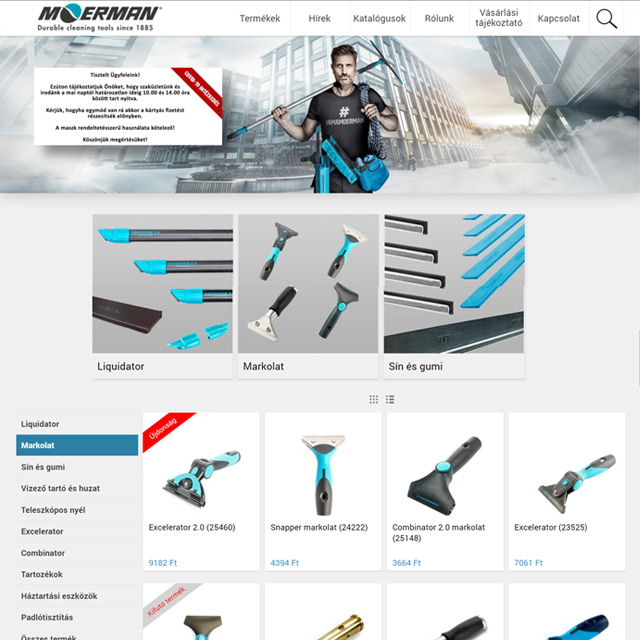 MOERMAN
Durable cleaning tools since 1885
Termékek
Hírek
Katalógusok
Rólunk
Vásárlási
tájékoztató
Kapcsolat
Tisztelt Ügyfeleink!
COVID-19 INTÉZKEDÉS
Ezúton tájékoztatjuk Önöket, hogy szaküzletünk és
irodánk a mai naptól határozatlan ideig 10.00 és 14.00 óra
között tart nyitva.
Kérjük, hogyha egymód van rá akkor a kártyás fizetést
részesítsék előnyben.
A maszk rendeltetésszerű használata kötelező!
Köszönjük megértésüket!
#
IAMAMOERMAN
Liquidator
Markolat
Sín és gumi
Liquidator
Markolat
Sín és gumi
Vizező tartó és huzat
Teleszkópos nyél
Excelerator
Combinator
Tartozékok
Háztartási eszközök
Padlótisztítás
Összes termék
Újdonság
Excelerator 2.0 (25460)
9182 Ft
Snapper markolat (24222)
4394 Ft
Combinator 2.0 markolat
(25148)
3664 Ft
Excelerator (23525)
7061 Ft
Kifutó termék